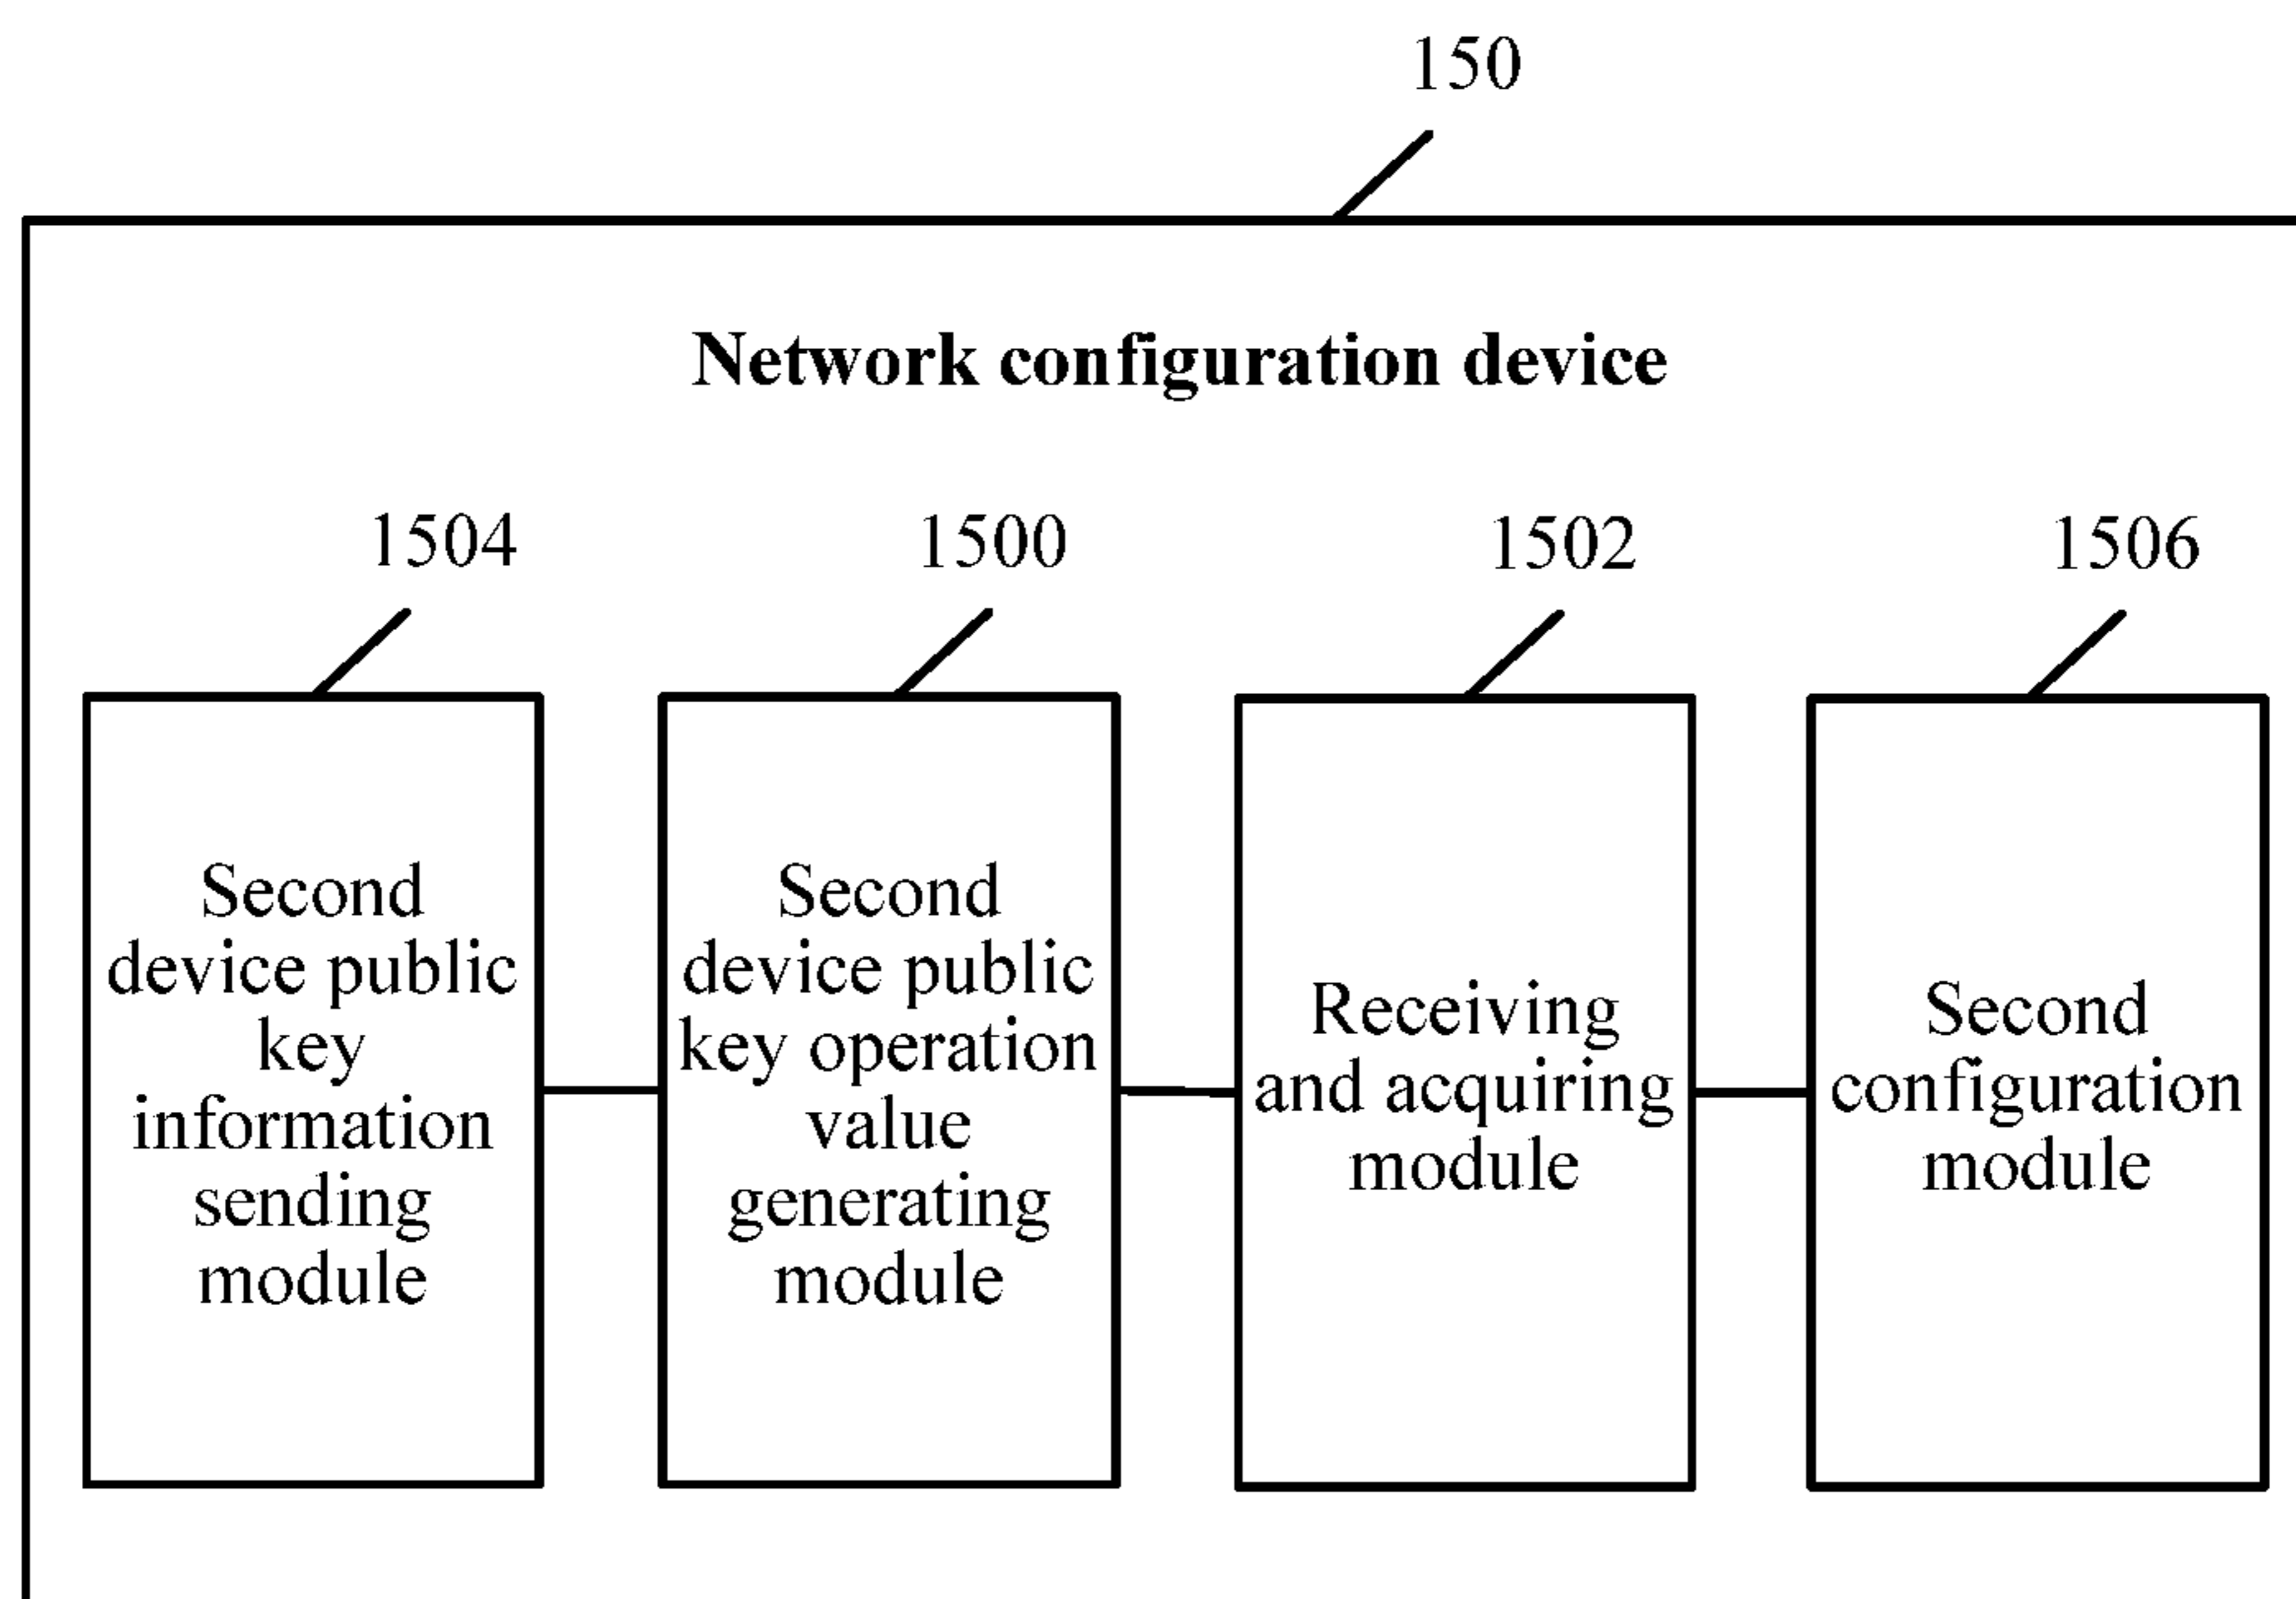 150
Network configuration device
1504
1500
1502
1506
Second
device public
key
information
sending
module
Second
device public
key operation
value
generating
module
Receiving
and acquiring
module
Second
configuration
module